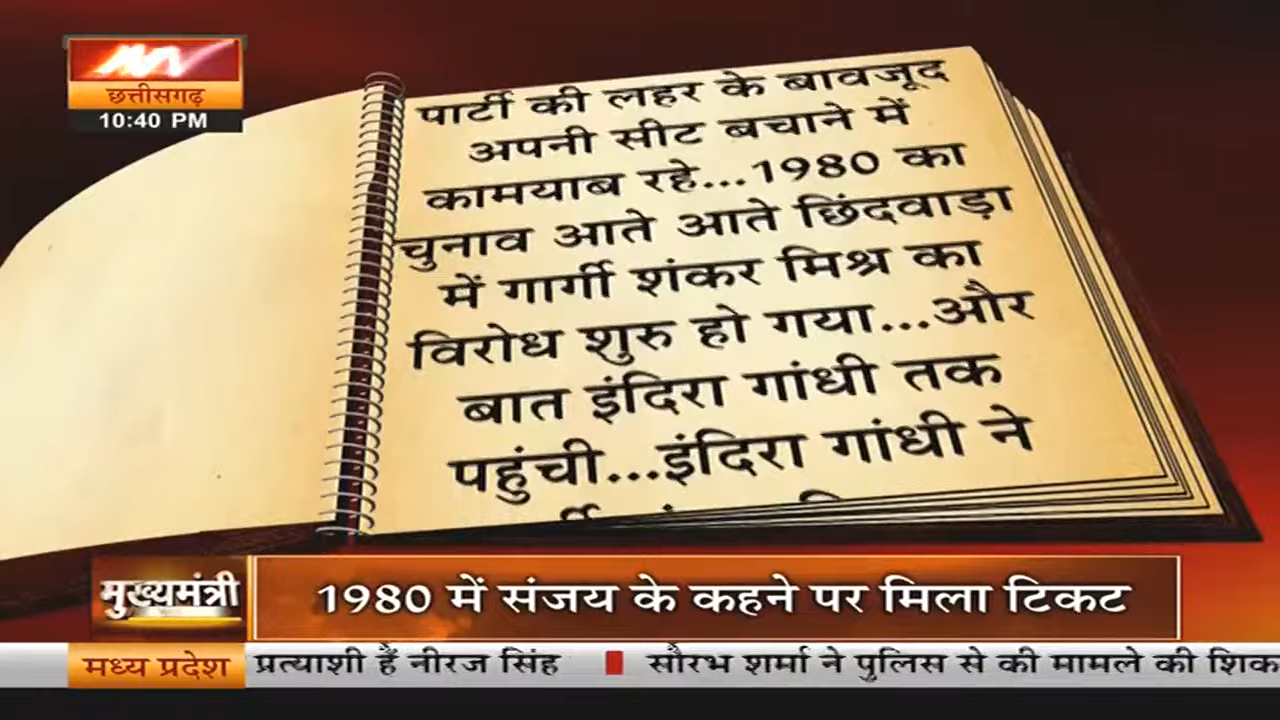 छत्तीसगढ़
10:40 PM
पार्टी की लहर के बावजूद
अपनी सीट बचाने में
कामयाब रहे...1980 का
चुनाव आते आते छिंदवाड़ा
में गार्गी शंकर मिश्र का
विरोध शुरु हो गया...और
बात इंदिरा गांधी तक
पहुंची...इंदिरा गांधी ने
मुख्यमंत्री
1980 में संजय के कहने पर मिला टिकट
मध्य प्रदेश
प्रत्याशी हैं नीरज सिंह
सौरभ शर्मा ने पुलिस से की मामले की शिक